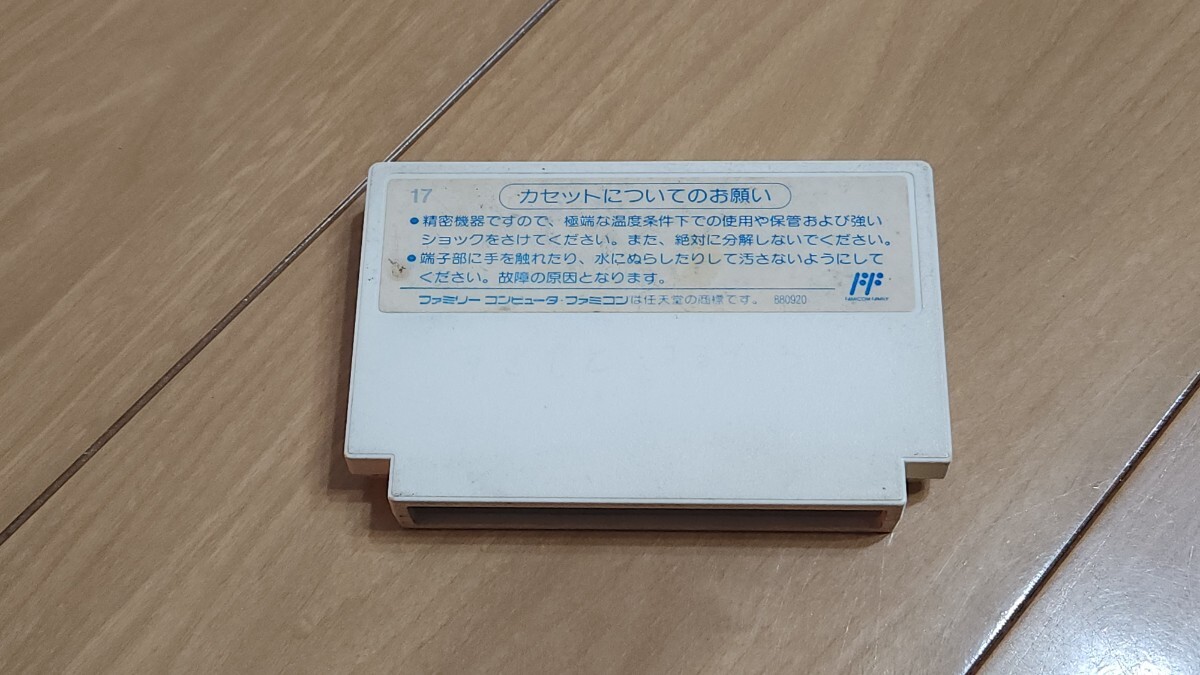 17
カセットについてのお願い
●精密機器ですので、極端な温度条件下での使用や保管および強い
ショックをさけてください。また、絶対に分解しないでください。
●端子部に手を触れたり、水にぬらしたりして汚さないようにして
ください。故障の原因となります。
ファミリー コンピュータ・ファミコンは任天堂の商標です。 880920
FF